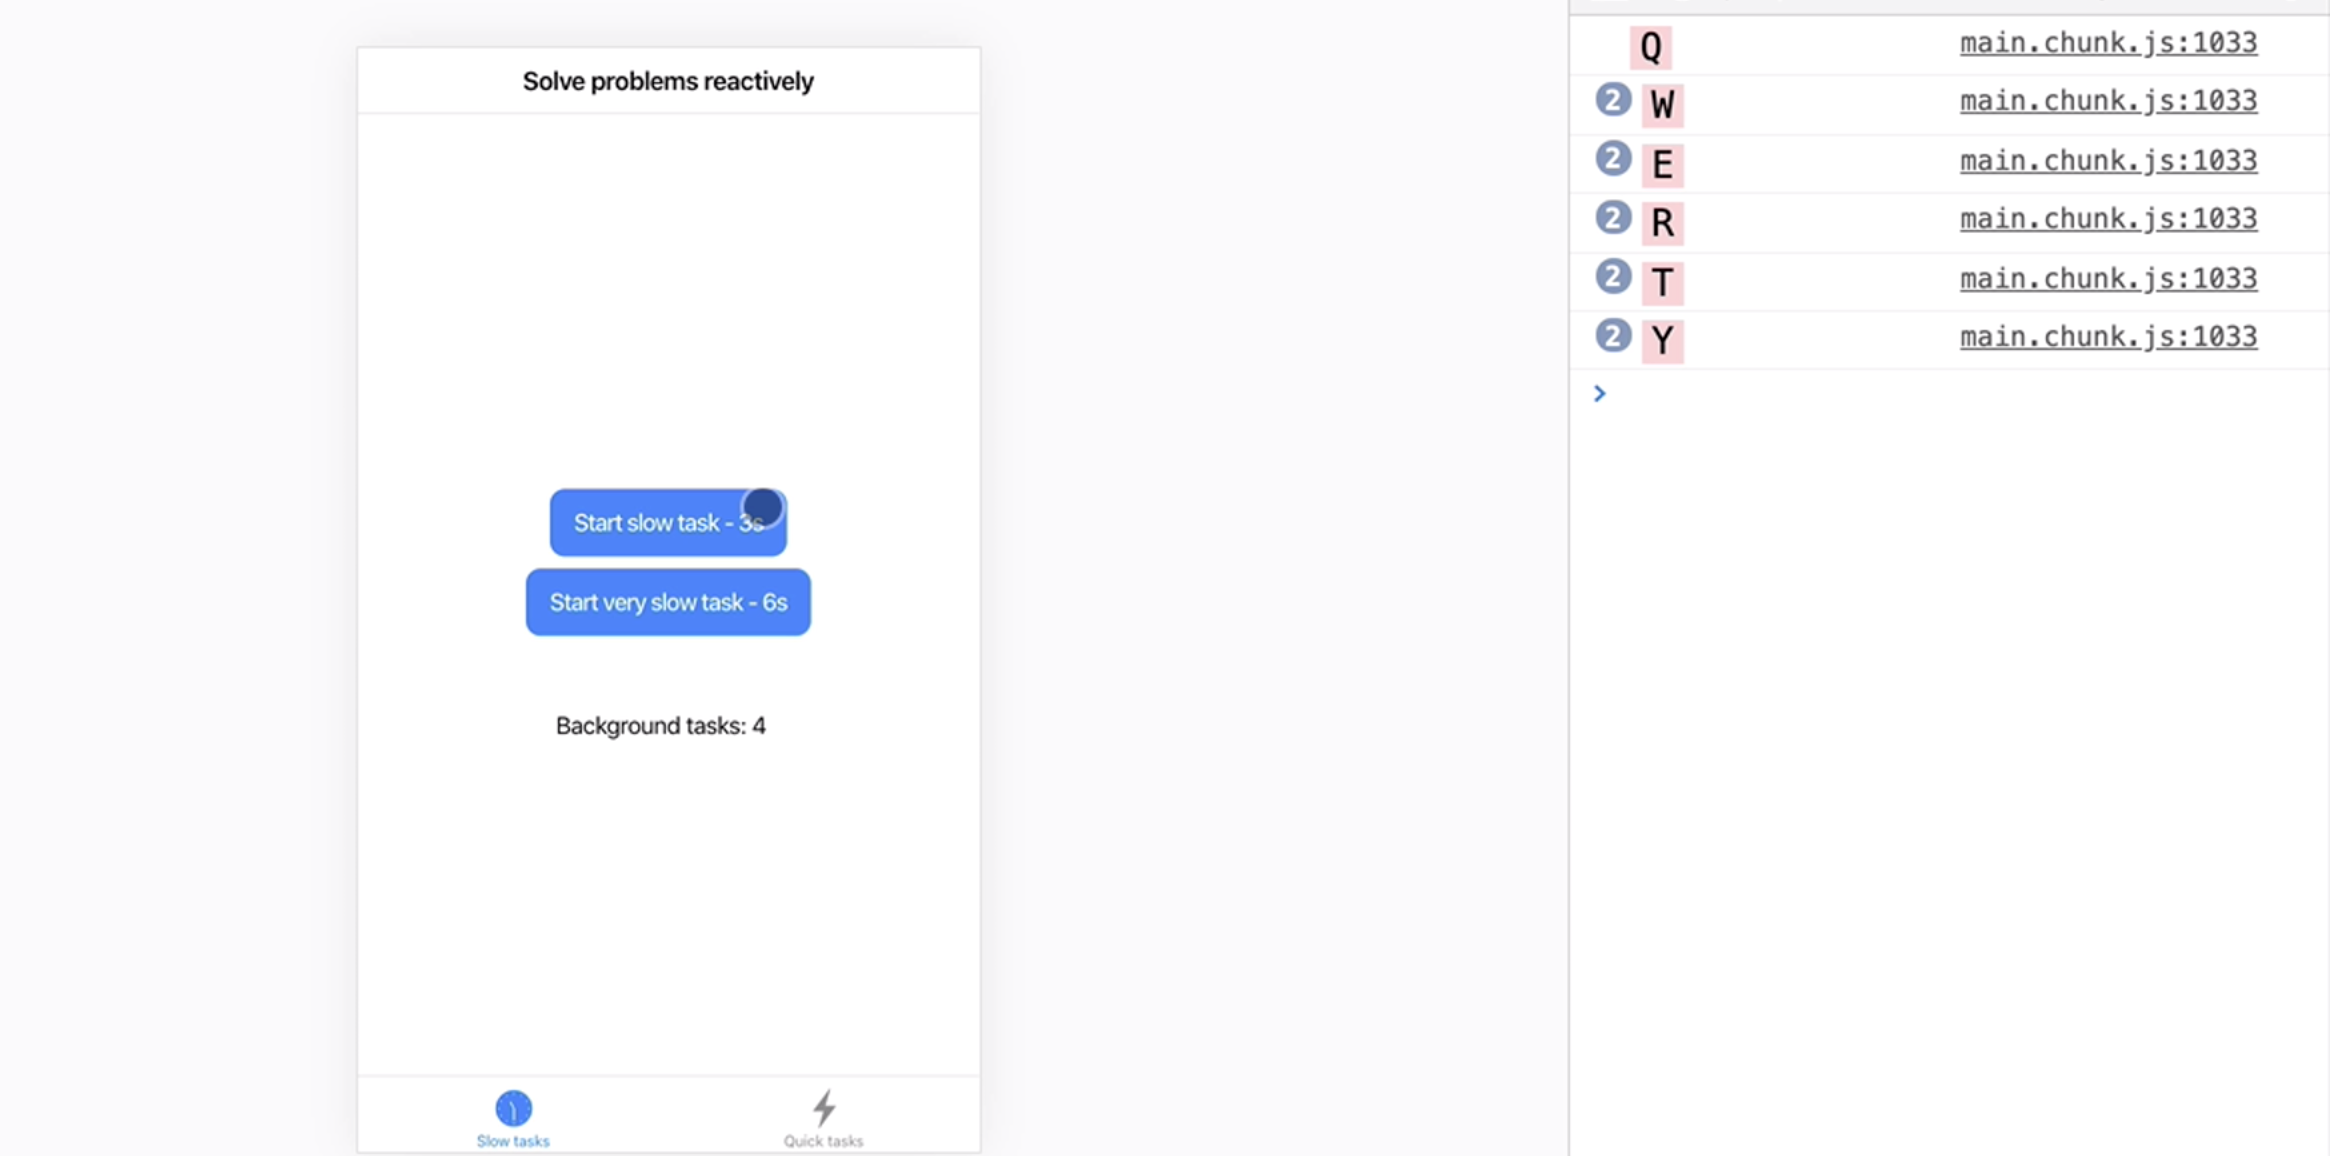 Solve problems reactively
Start slow task - 3s
Start very slow task - 6s
Background tasks: 4
Slow tasks
Quick tasks
Q main.chunk.js:1033
2 W main.chunk.js:1033
2 E main.chunk.js:1033
2 R main.chunk.js:1033
2 T main.chunk.js:1033
2 Y main.chunk.js:1033
>